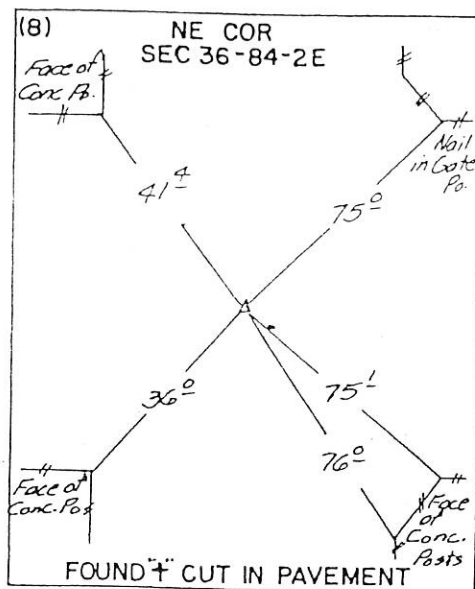 (8)
NE COR
SEC 36-84-2E
Face of
Conc Po.
Nail
in Gate
Po.
41 4
75 0
36 0
75 1
76 0
Face of
Conc. Pos
Face
of
Conc.
Posts
FOUND "+" CUT IN PAVEMENT